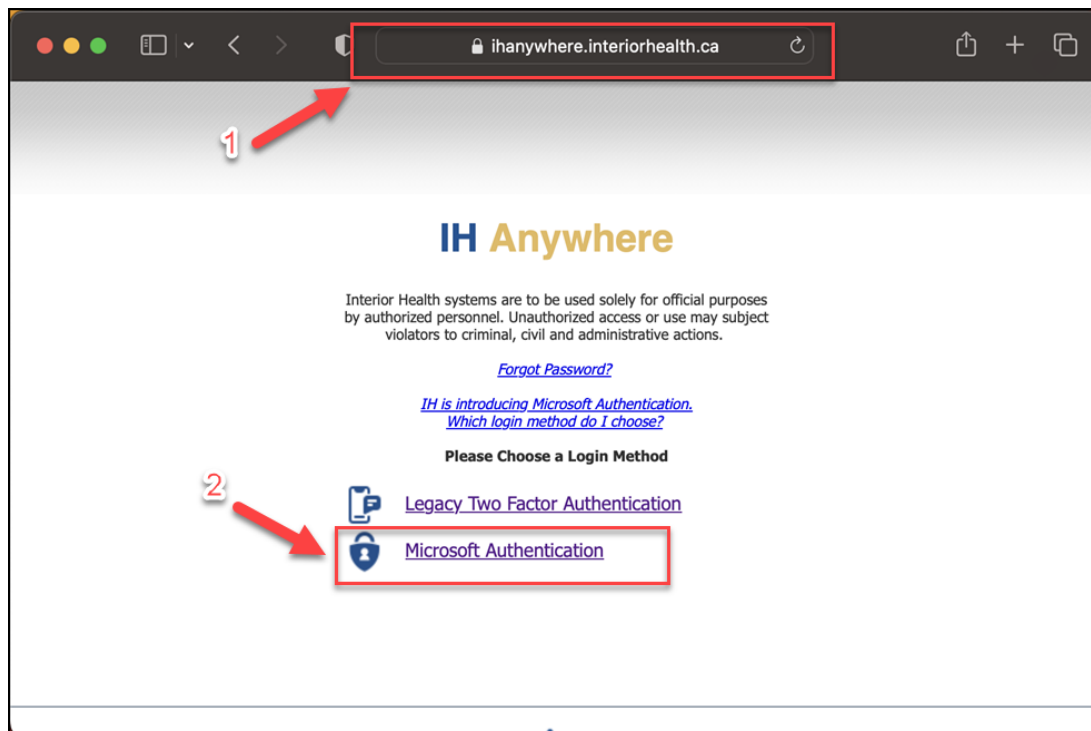 ihanywhere.interiorhealth.ca
1
IH Anywhere
Interior Health systems are to be used solely for official purposes
by authorized personnel. Unauthorized access or use may subject
violators to criminal, civil and administrative actions.
Forgot Password?
IH is introducing Microsoft Authentication.
Which login method do I choose?
Please Choose a Login Method
2
Legacy Two Factor Authentication
Microsoft Authentication